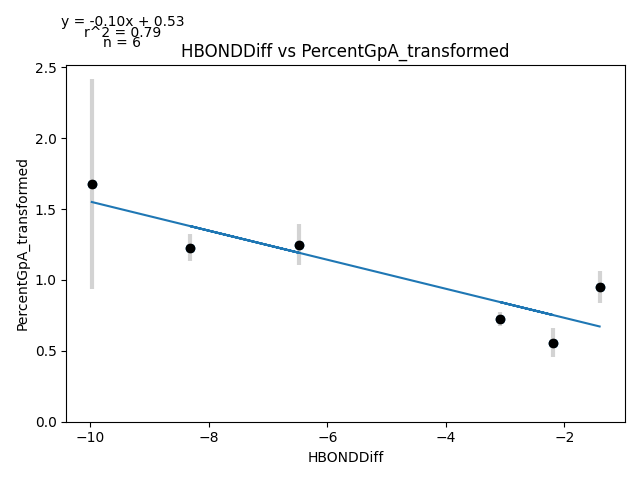 y = -0.10x + 0.53
r^2 = 0.79
n = 6
HBONDDiff vs PercentGpA_transformed
2.5
2.0
1.5
1.0
0.5
0.0
PercentGpA_transformed
−10
−8
−6
−4
−2
HBONDDiff